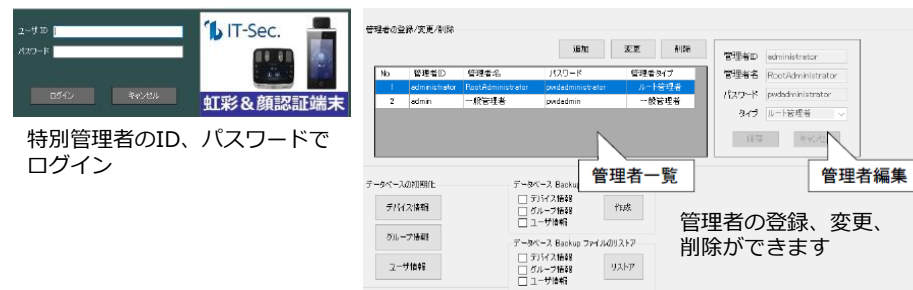 ユーザID
パスワード
ログイン
キャンセル
IT-Sec.
虹彩&顔認証端末
特別管理者のID、パスワードで
ログイン
管理者の登録/変更/削除
追加 変更 削除
No 管理者ID 管理者名 パスワード 管理者タイプ
1 administrator RootAdministrator pwdadministrator ルート管理者
2 admin 一般管理者 pwdadmin 一般管理者
管理者ID administrator
管理者名 RootAdministrator
パスワード pwdadministrator
タイプ ルート管理者
保存 キャンセル
管理者一覧
管理者編集
データベースの初期化
デバイス情報
グループ情報
ユーザ情報
データベース Backup
デバイス情報
グループ情報
ユーザ情報
作成
データベース Backup ファイルのリストア
デバイス情報
グループ情報
ユーザ情報
リストア
管理者の登録、変更、
削除ができます